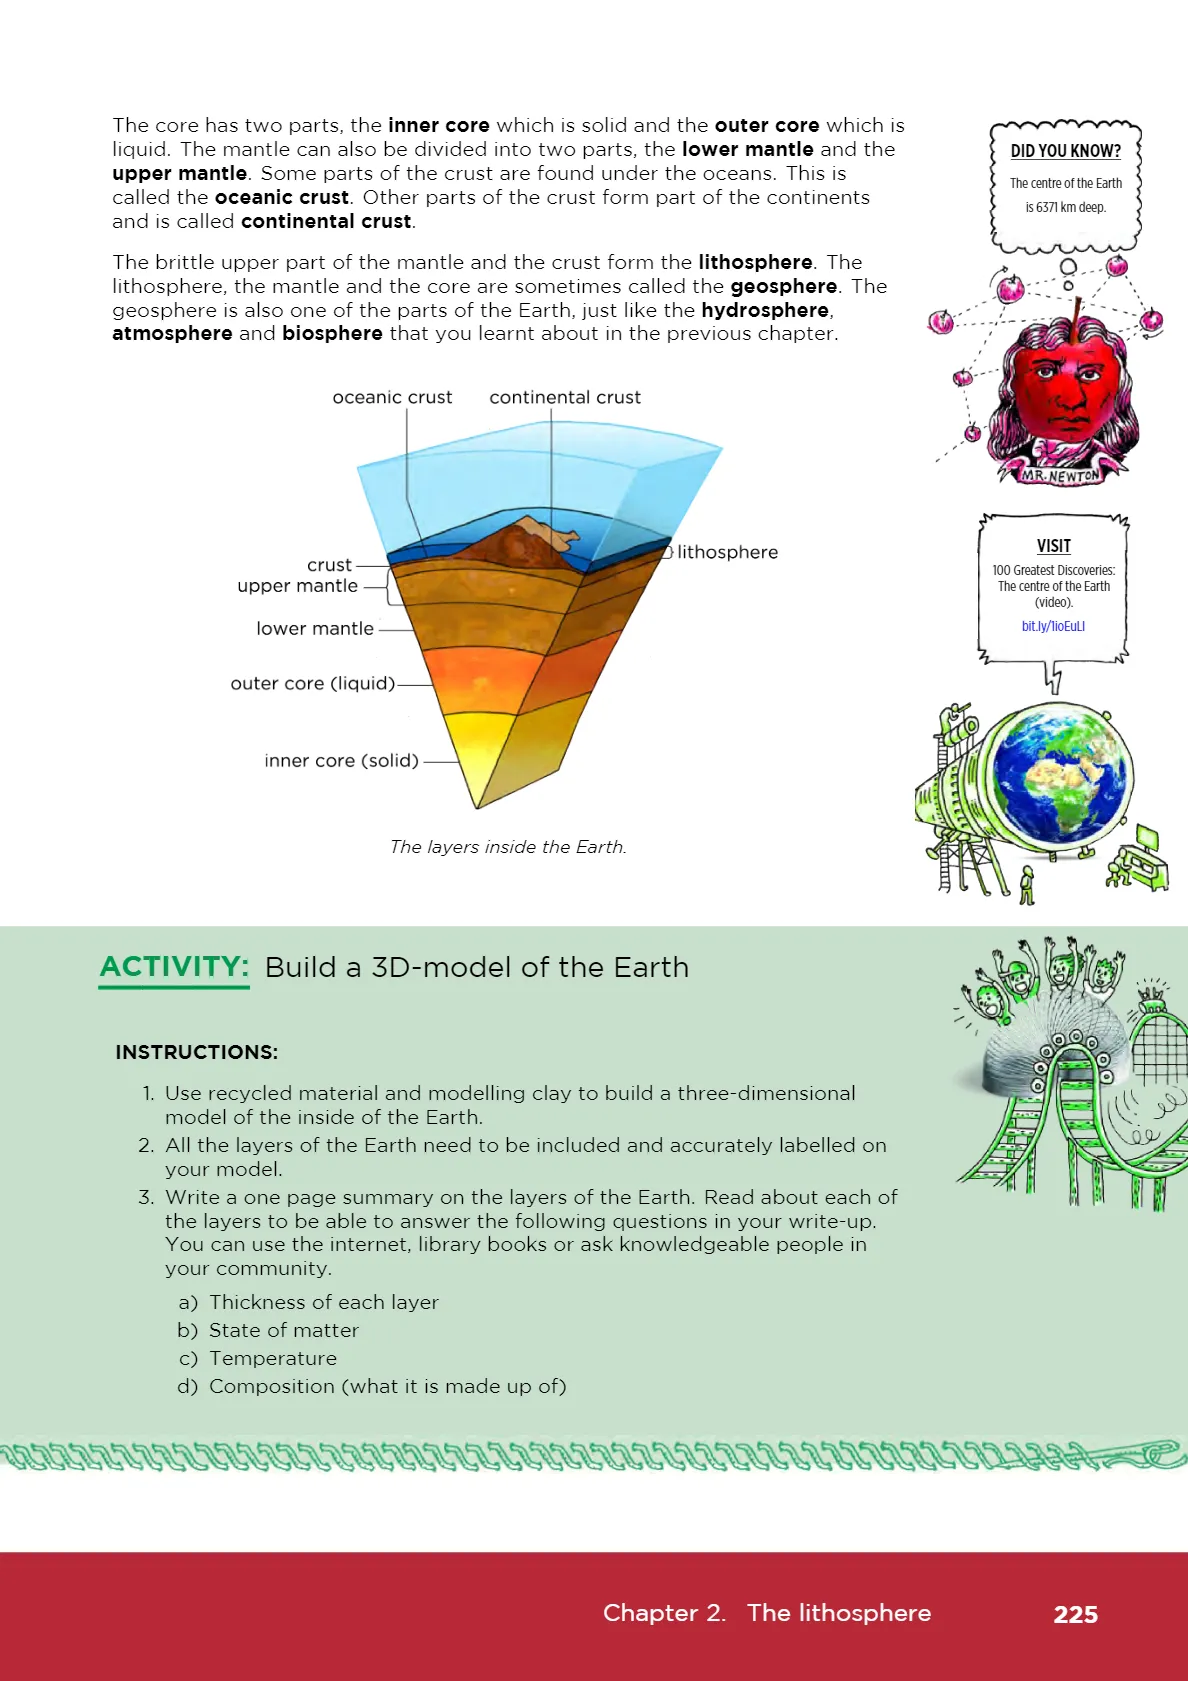 The core has two parts, the inner core which is solid and the outer core which is
liquid. The mantle can also be divided into two parts, the lower mantle and the
upper mantle. Some parts of the crust are found under the oceans. This is
called the oceanic crust. Other parts of the crust form part of the continents
and is called continental crust.
The brittle upper part of the mantle and the crust form the lithosphere. The
lithosphere, the mantle and the core are sometimes called the geosphere. The
geosphere is also one of the parts of the Earth, just like the hydrosphere,
atmosphere and biosphere that you learnt about in the previous chapter.
DID YOU KNOW?
The centre of the Earth
is 6371 km deep.
MR. NEWTON
oceanic crust
continental crust
lithosphere
crust
upper mantle
lower mantle
outer core (liquid)
inner core (solid)
The layers inside the Earth.
VISIT
100 Greatest Discoveries:
The centre of the Earth
(video).
bit.ly/1ioEuLI
ACTIVITY: Build a 3D-model of the Earth
INSTRUCTIONS:
1. Use recycled material and modelling clay to build a three-dimensional
model of the inside of the Earth.
2. All the layers of the Earth need to be included and accurately labelled on
your model.
3. Write a one page summary on the layers of the Earth. Read about each of
the layers to be able to answer the following questions in your write-up.
You can use the internet, library books or ask knowledgeable people in
your community.
a) Thickness of each layer
b) State of matter
c) Temperature
d) Composition (what it is made up of)
Chapter 2. The lithosphere 225